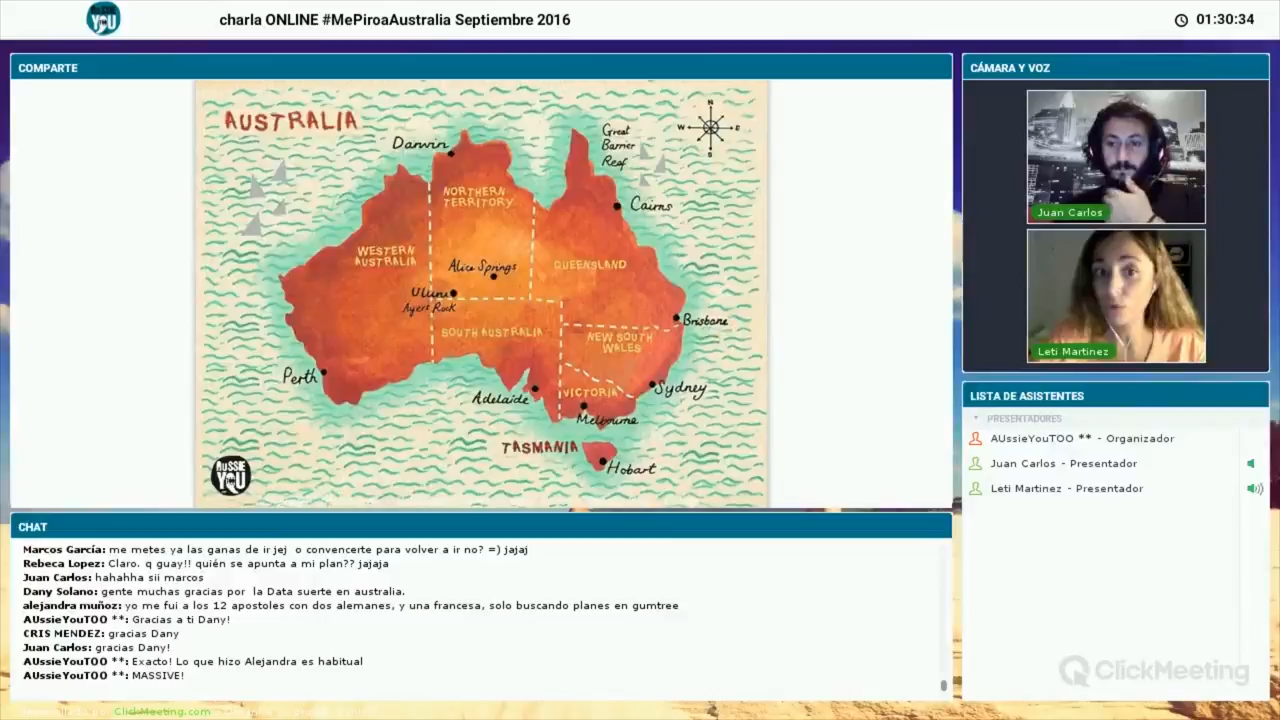 AUSSIE YOU TOO
charla ONLINE #MePiroaAustralia Septiembre 2016
01:30:34
COMPARTE
AUSTRALIA
N
W
E
S
Darwin
Great
Barrier
Reef
NORTHERN
TERRITORY
Cairns
WESTERN
AUSTRALIA
Alice Springs
QUEENSLAND
Uluru
Ayers Rock
SOUTH AUSTRALIA
NEW SOUTH
WALES
Brisbane
Perth
Adelaide
VICTORIA
Sydney
Melbourne
TASMANIA
Hobart
AUSSIE
TOO
YOU
CÁMARA Y VOZ
Juan Carlos
Leti Martinez
LISTA DE ASISTENTES
PRESENTADORES
AUssieYouTOO ** - Organizador
Juan Carlos - Presentador
Leti Martinez - Presentador
CHAT
Marcos García: me metes ya las ganas de ir jej o convencerte para volver a ir no? =) jajaj
Rebeca Lopez: Claro. q guay!! quién se apunta a mi plan?? jajaja
Juan Carlos: hahahha sii marcos
Dany Solano: gente muchas gracias por la Data suerte en australia.
alejandra muñoz: yo me fui a los 12 apostoles con dos alemanes, y una francesa, solo buscando planes en gumtree
AUssieYouTOO **: Gracias a ti Dany!
CRIS MENDEZ: gracias Dany
Juan Carlos: gracias Dany!
AUssieYouTOO **: Exacto! Lo que hizo Alejandra es habitual
AUssieYouTOO **: MASSIVE!
ClickMeeting
ClickMeeting.com